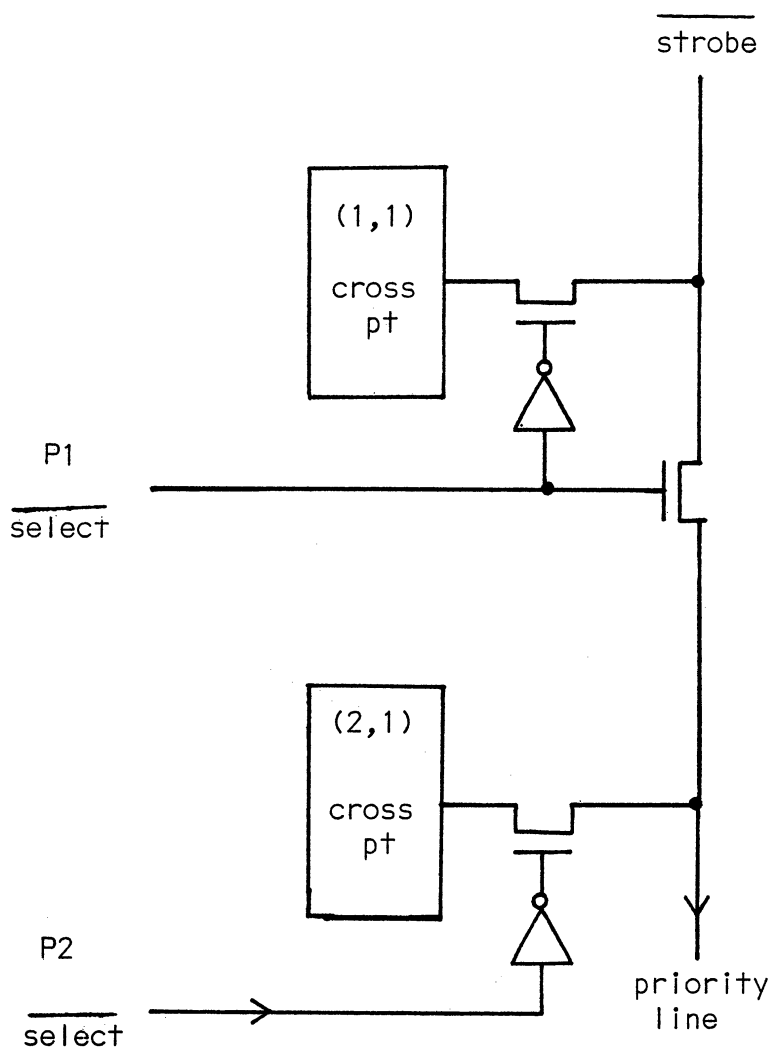 strobe
(1,1)
cross
pt
P1
select
(2,1)
cross
pt
P2
select
priority
line